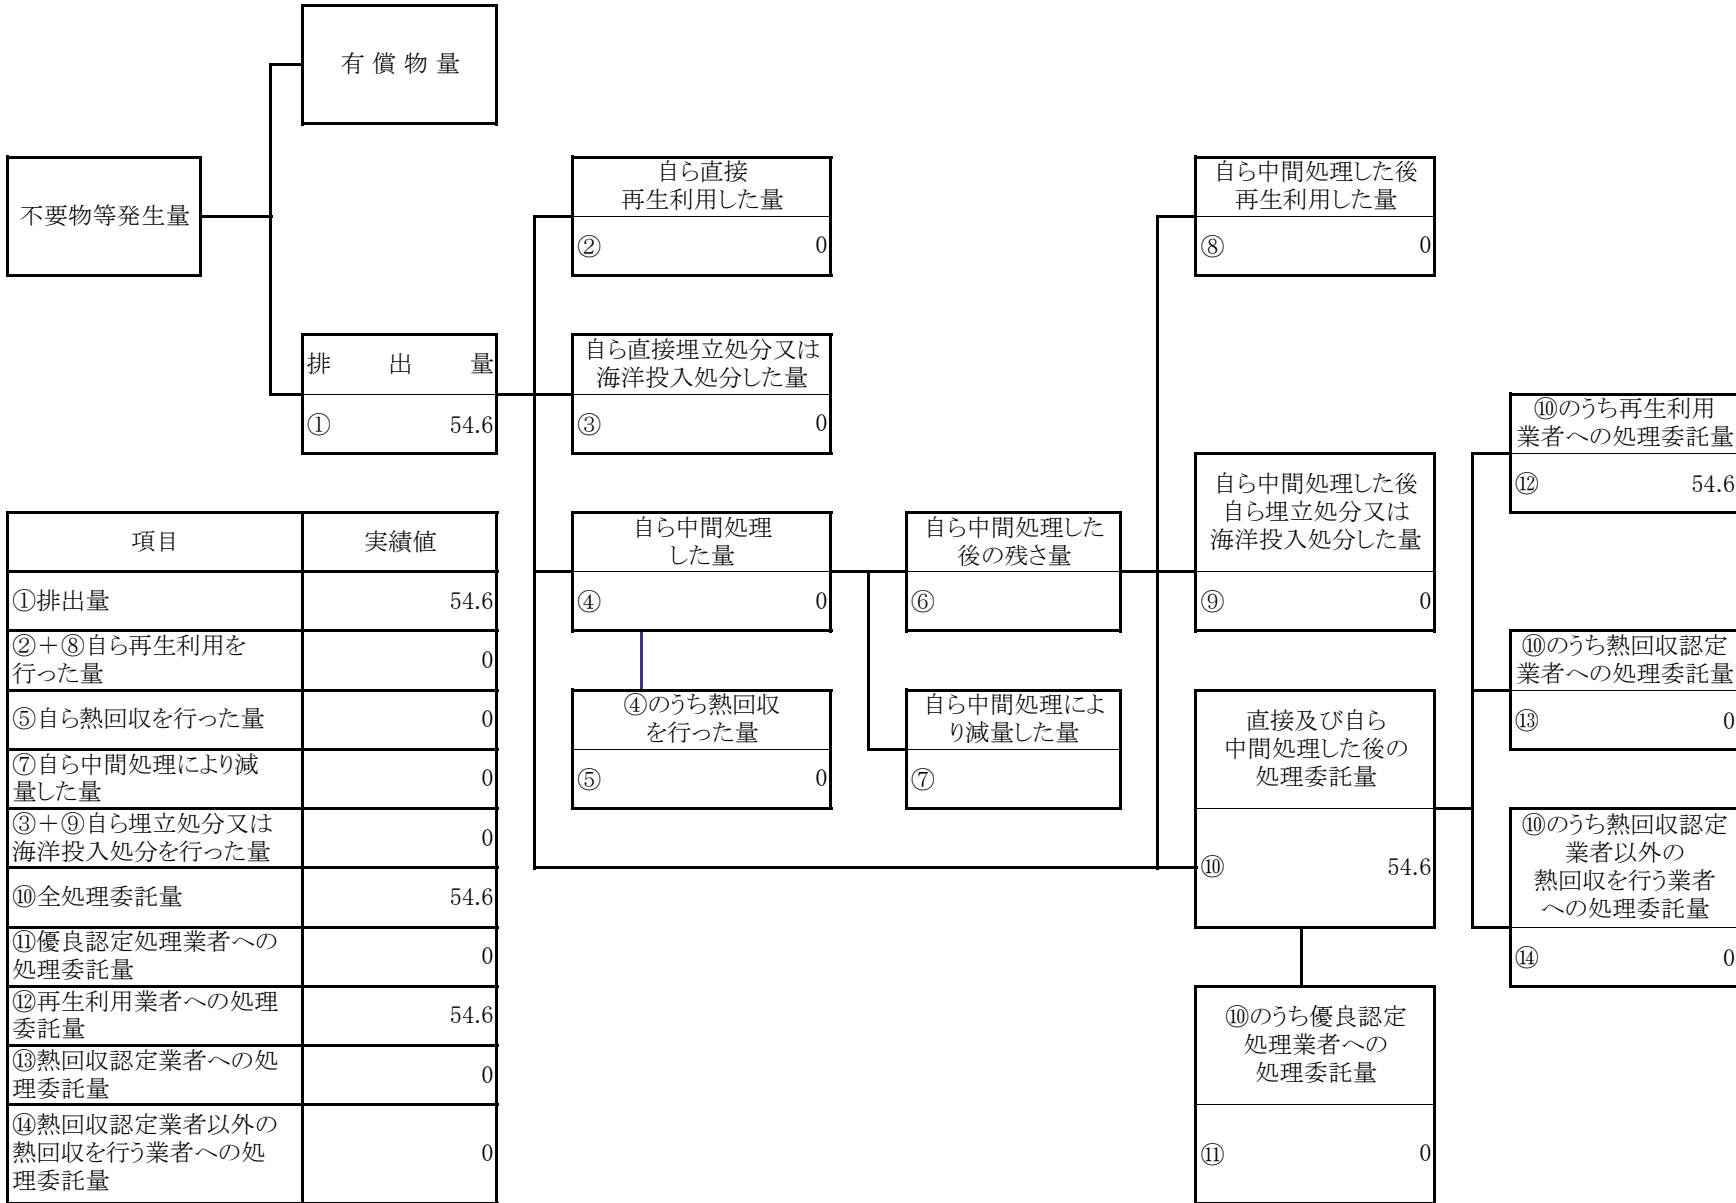 有 償 物 量
不要物等発生量
自ら直接
再生利用した量
② 0
自ら中間処理した後
再生利用した量
⑧ 0
排 出 量
① 54.6
自ら直接埋立処分又は
海洋投入処分した量
③ 0
⑩のうち再生利用
業者への処理委託量
⑫ 54.6
自ら中間処理
した量
④ 0
自ら中間処理した
後の残さ量
⑥
自ら中間処理した後
自ら埋立処分又は
海洋投入処分した量
⑨ 0
⑩のうち熱回収認定
業者への処理委託量
⑬ 0
④のうち熱回収
を行った量
⑤ 0
自ら中間処理によ
り減量した量
⑦
直接及び自ら
中間処理した後の
処理委託量
⑩ 54.6
⑩のうち熱回収認定
業者以外の
熱回収を行う業者
への処理委託量
⑭ 0
⑩のうち優良認定
処理業者への
処理委託量
⑪ 0
項目 実績値
①排出量 54.6
②＋⑧自ら再生利用を
行った量 0
⑤自ら熱回収を行った量 0
⑦自ら中間処理により減
量した量 0
③＋⑨自ら埋立処分又は
海洋投入処分を行った量 0
⑩全処理委託量 54.6
⑪優良認定処理業者への
処理委託量 0
⑫再生利用業者への処理
委託量 54.6
⑬熱回収認定業者への処
理委託量 0
⑭熱回収認定業者以外の
熱回収を行う業者への処
理委託量 0